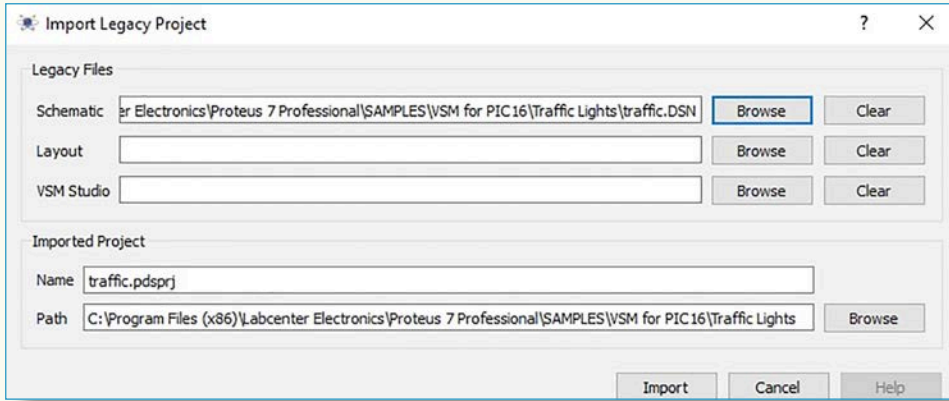 Import Legacy Project ? X
Legacy Files
Schematic er Electronics\Proteus 7 Professional\SAMPLES\VSM for PIC16\Traffic Lights\traffic.DSN Browse Clear
Layout Browse Clear
VSM Studio Browse Clear
Imported Project
Name traffic.pdsprj
Path C:\Program Files (x86)\Labcenter Electronics\Proteus 7 Professional\SAMPLES\VSM for PIC16\Traffic Lights Browse
Import Cancel Help